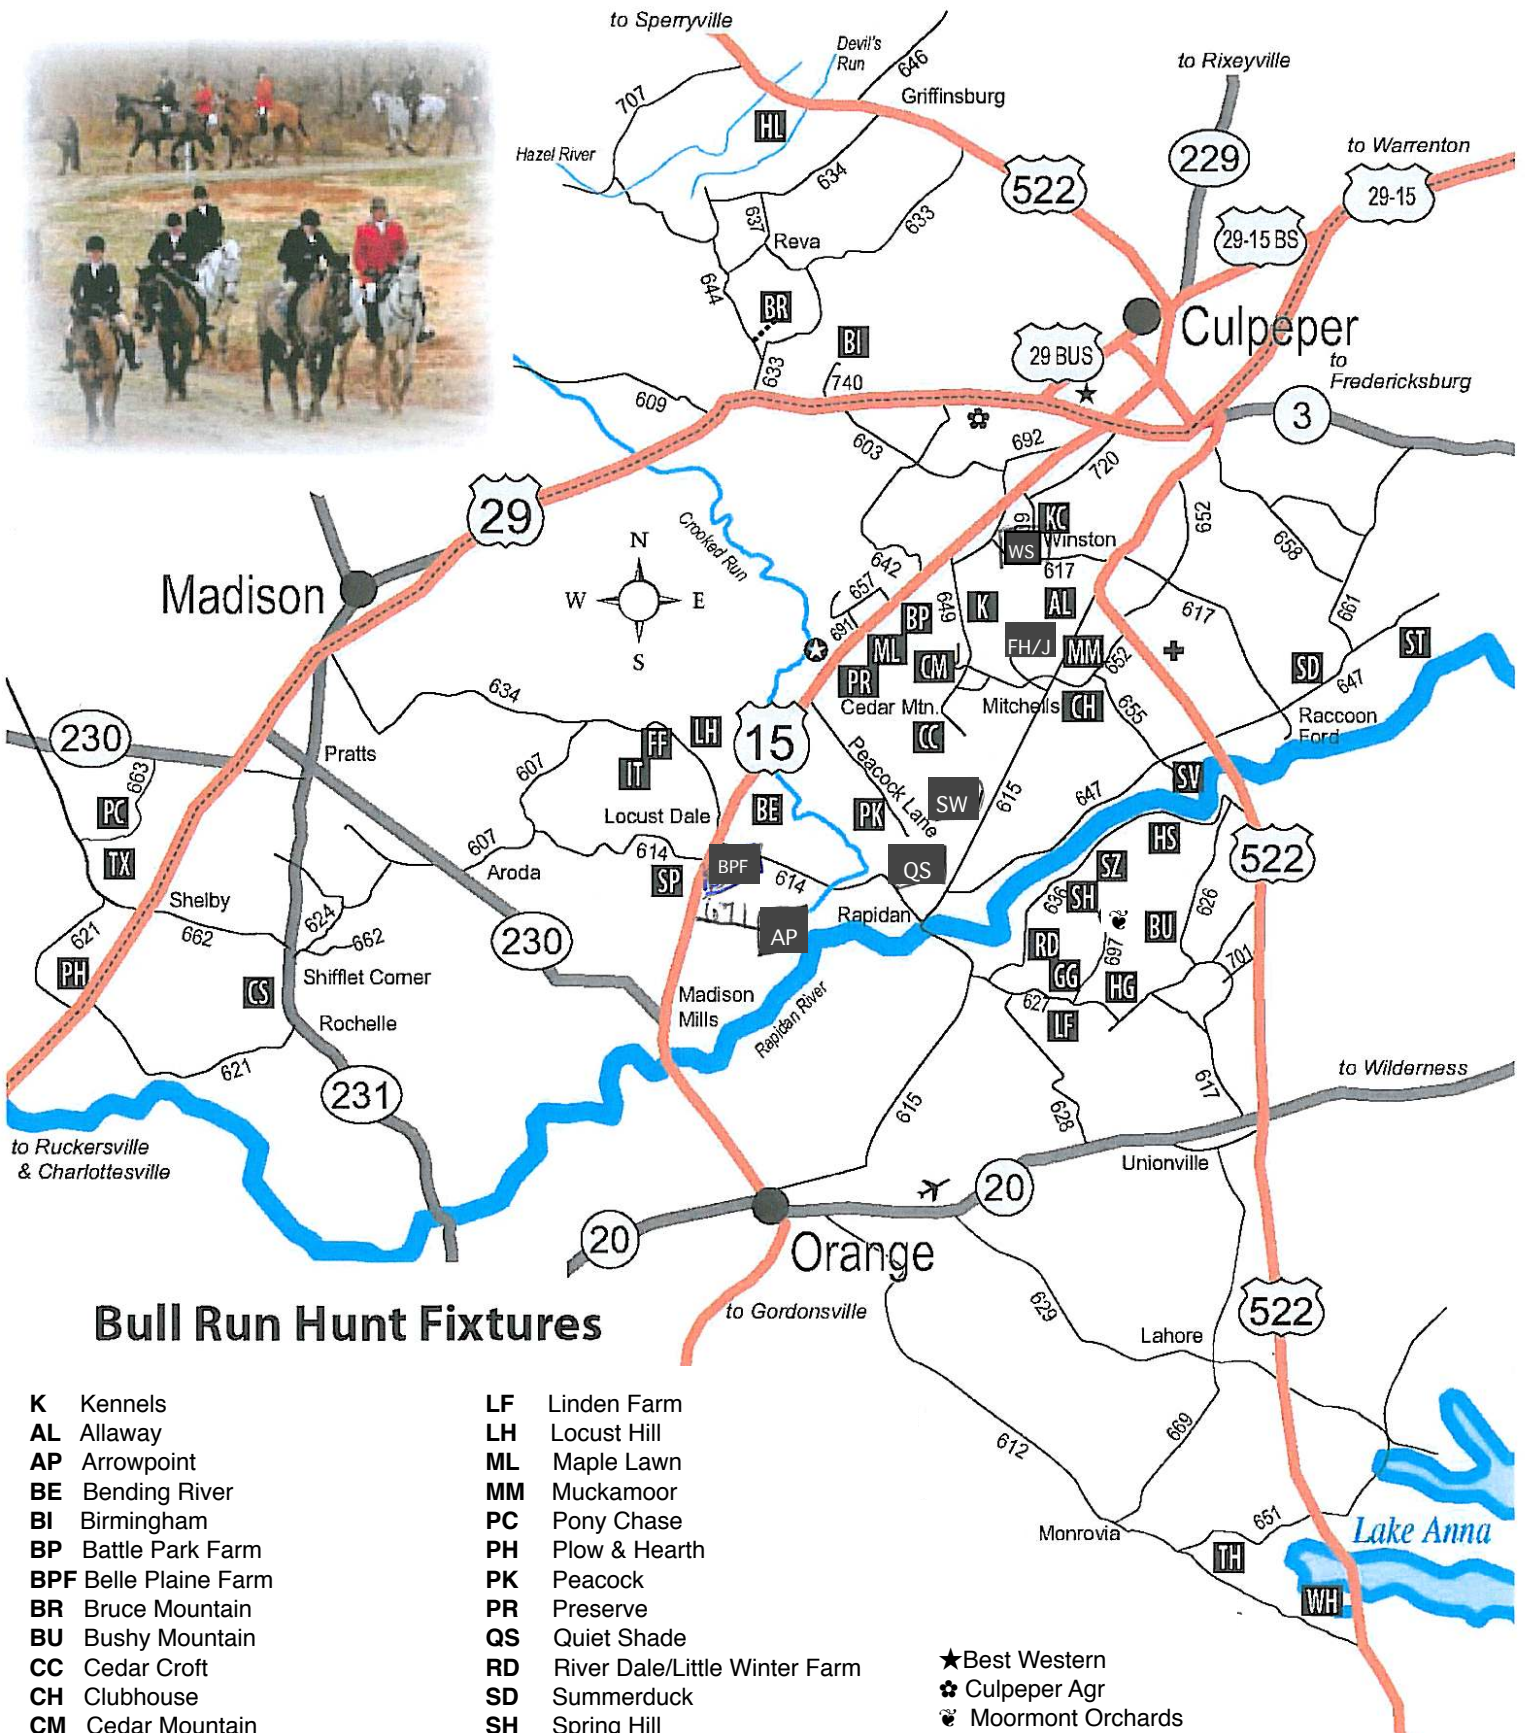 to Sperryville
Devil's
Run
646
to Rixeyville
707
Griffinsburg
HL
229
to Warrenton
Hazel River
634
522
29-15
637
633
29-15 BS
Reva
644
BR
Culpeper
BI
29 BUS
to
Fredericksburg
633
740
609
3
603
692
720
29
KC
652
Crooked Run
WS
Winston
658
N
642
617
Madison
657
W
E
649
K
AL
617
661
BP
691
S
ML
FH/J
MM
652
ST
CM
SD
PR
647
634
Cedar Mtn.
Mitchells
CH
655
Raccoon
Ford
230
LH
15
CC
FF
Pratts
Peacock Lane
IT
663
607
SV
PC
SW
615
647
BE
PK
Locust Dale
HS
TX
607
614
522
BPF
SZ
Aroda
QS
SP
614
SH
636
626
Shelby
671
Rapidan
BU
624
AP
621
662
662
230
RD
697
701
PH
Shifflet Corner
GG
HG
CS
Madison
Mills
627
Rochelle
LF
Rapidan River
621
to Wilderness
617
231
615
628
to Ruckersville
& Charlottesville
Unionville
20
20
Orange
Bull Run Hunt Fixtures
to Gordonsville
629
522
Lahore
669
612
651
Lake Anna
Monrovia
TH
WH
K Kennels
AL Allaway
AP Arrowpoint
BE Bending River
BI Birmingham
BP Battle Park Farm
BPF Belle Plaine Farm
BR Bruce Mountain
BU Bushy Mountain
CC Cedar Croft
CH Clubhouse
CM Cedar Mountain
LF Linden Farm
LH Locust Hill
ML Maple Lawn
MM Muckamoor
PC Pony Chase
PH Plow & Hearth
PK Peacock
PR Preserve
QS Quiet Shade
RD River Dale/Little Winter Farm
SD Summerduck
SH Spring Hill
★Best Western
✿ Culpeper Agr
❦ Moormont Orchards